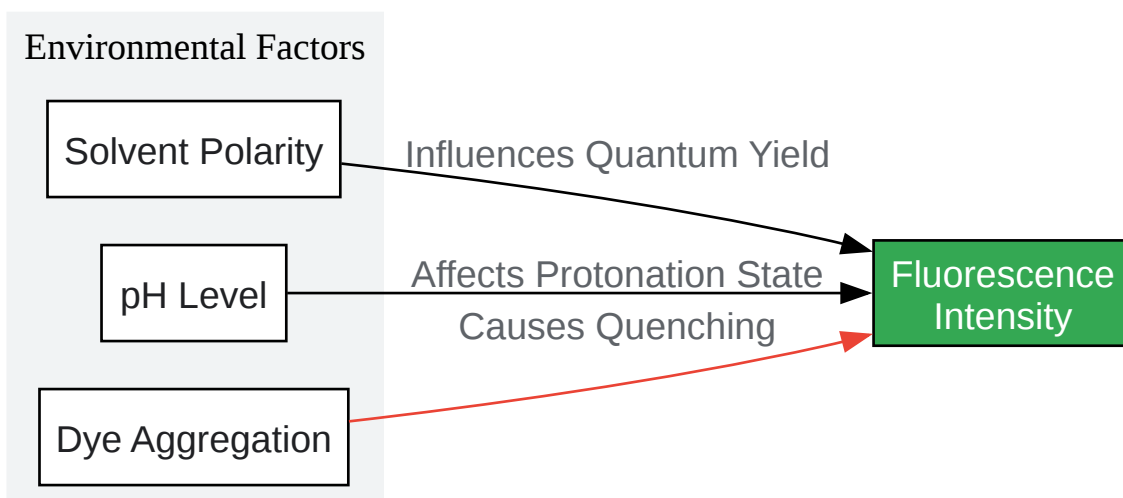 Environmental Factors
Solvent Polarity
Influences Quantum Yield
pH Level
Affects Protonation State
Fluorescence
Intensity
Causes Quenching
Dye Aggregation